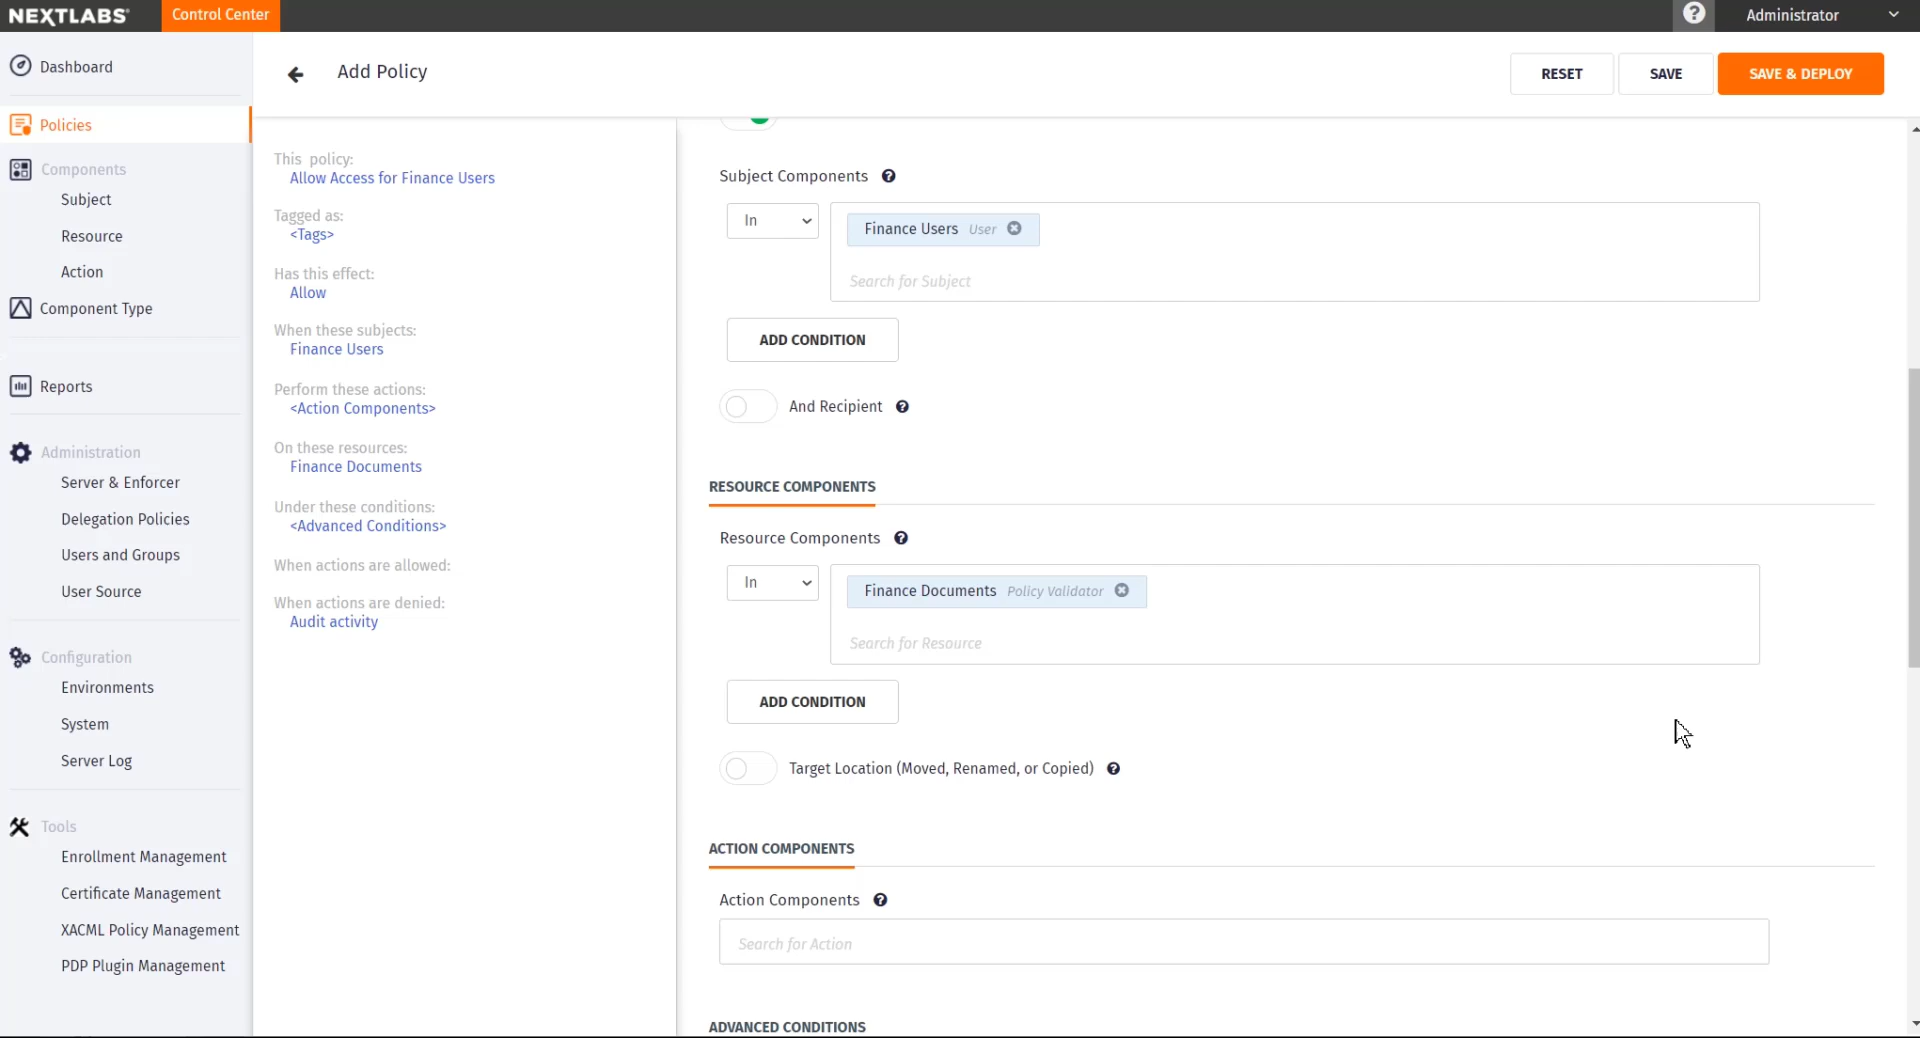 NEXTLABS
Control Center
?
Administrator
Dashboard
Policies
Components
Subject
Resource
Action
Component Type
Reports
Administration
Server & Enforcer
Delegation Policies
Users and Groups
User Source
Configuration
Environments
System
Server Log
Tools
Enrollment Management
Certificate Management
XACML Policy Management
PDP Plugin Management
Add Policy
RESET
SAVE
SAVE & DEPLOY
This policy:
Allow Access for Finance Users
Tagged as:
<Tags>
Has this effect:
Allow
When these subjects:
Finance Users
Perform these actions:
<Action Components>
On these resources:
Finance Documents
Under these conditions:
<Advanced Conditions>
When actions are allowed:
When actions are denied:
Audit activity
Subject Components ?
In
Finance Users User
Search for Subject
ADD CONDITION
And Recipient ?
RESOURCE COMPONENTS
Resource Components ?
In
Finance Documents Policy Validator
Search for Resource
ADD CONDITION
Target Location (Moved, Renamed, or Copied) ?
ACTION COMPONENTS
Action Components ?
Search for Action
ADVANCED CONDITIONS